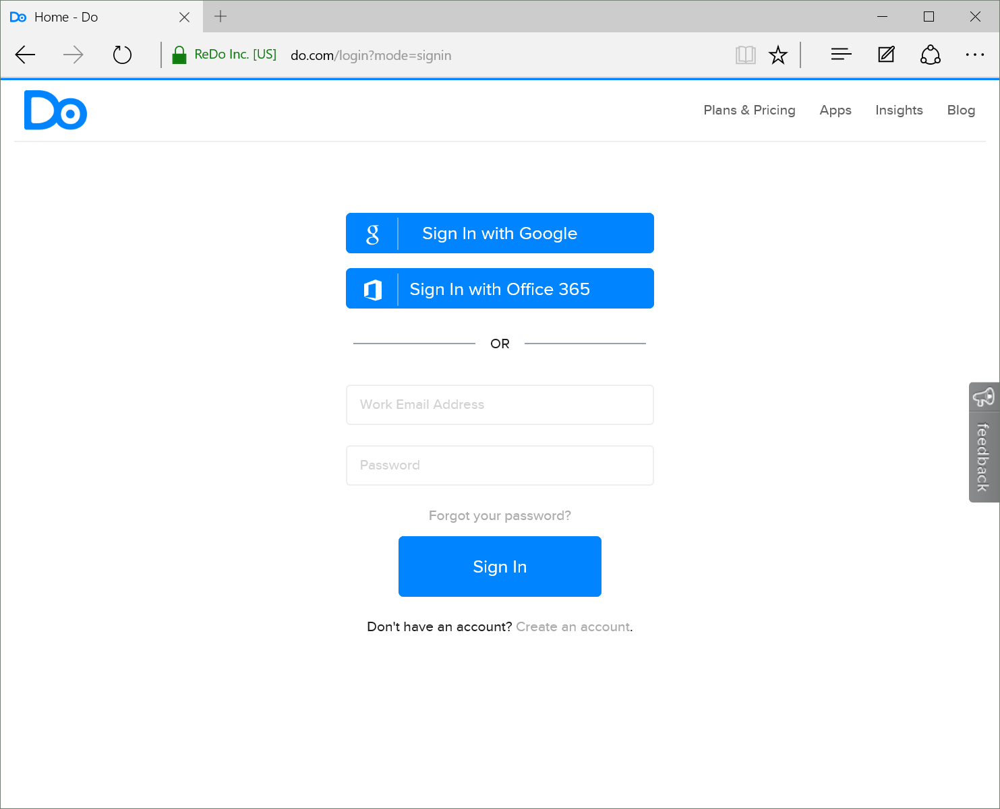 Do Home - Do
ReDo Inc. [US] do.com/login?mode=signin
Do
Plans & Pricing Apps Insights Blog
g Sign In with Google
Sign In with Office 365
OR
Work Email Address
Password
feedback
Forgot your password?
Sign In
Don't have an account? Create an account.